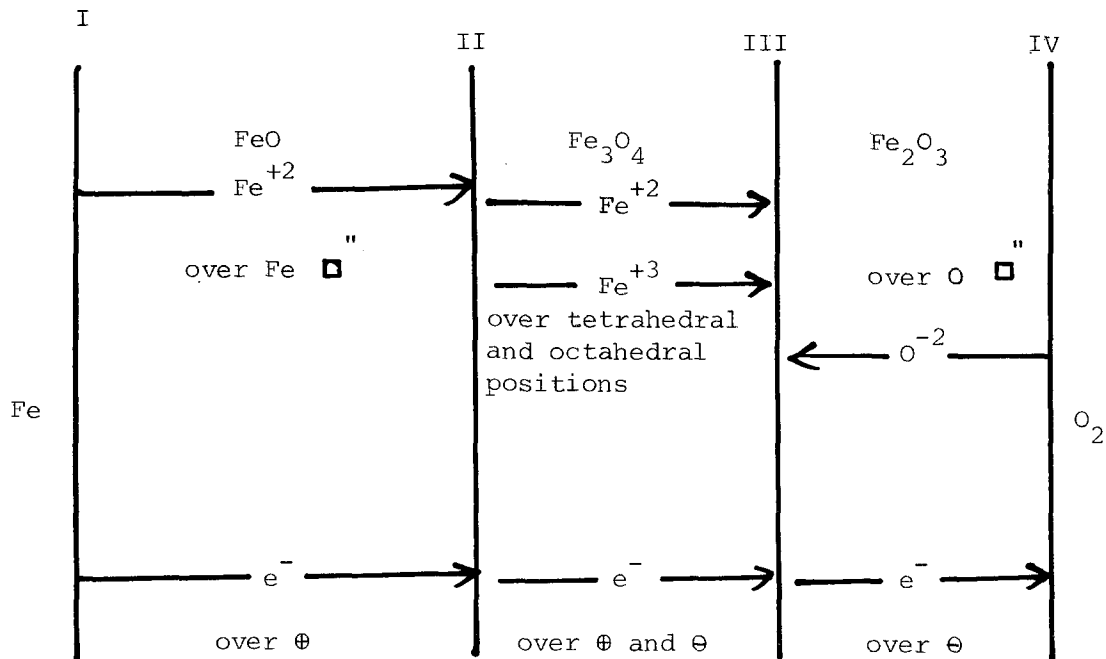 I
II
III
IV
FeO
Fe3O4
Fe2O3
Fe+2
Fe+2
over Fe □"
Fe+3
over O □"
over tetrahedral
and octahedral
positions
O-2
Fe
O2
e-
e-
e-
over ⊕
over ⊕ and ⊖
over ⊖